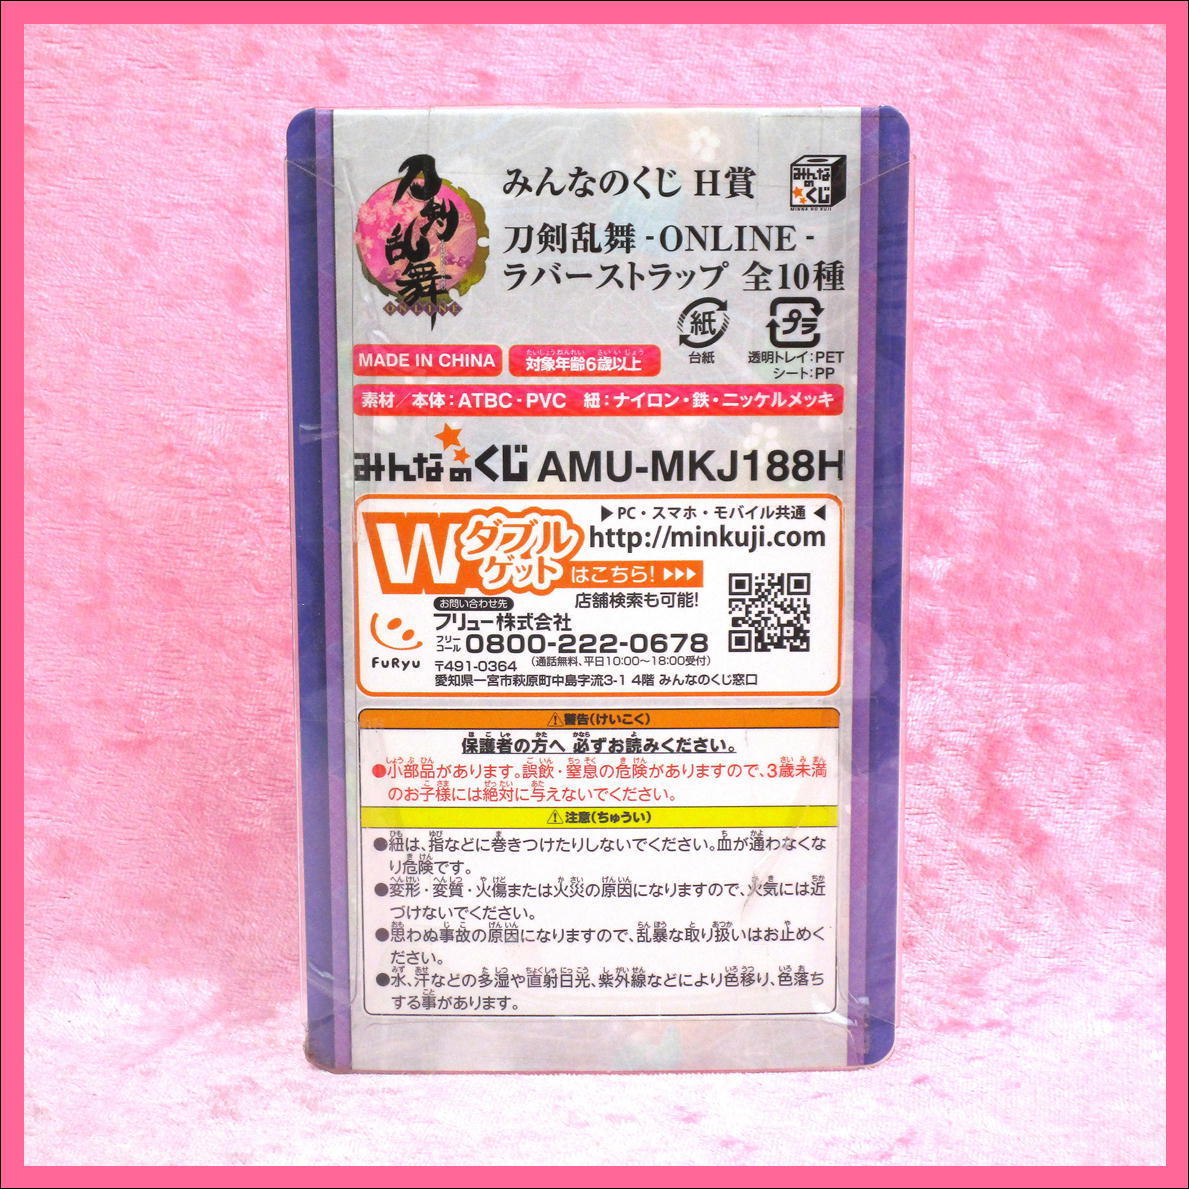 刀剣乱舞
ONLINE
みんなのくじ H賞
みんなのくじ
MINNA NO KUJI
刀剣乱舞 -ONLINE-
ラバーストラップ 全10種
紙
台紙
プラ
透明トレイ:PET
シート:PP
MADE IN CHINA
対象年齢6歳以上
素材/本体:ATBC-PVC 紐:ナイロン・鉄・ニッケルメッキ
みんなのくじ AMU-MKJ188H
▶PC・スマホ・モバイル共通◀
http://minkuji.com
Wダブルゲットはこちら!▶▶▶
店舗検索も可能!
お問い合わせ先
フリュー株式会社
フリーコール 0800-222-0678
(通話無料、平日10:00〜18:00受付)
FuRyu
〒491-0364
愛知県一宮市萩原町中島字流3-1 4階 みんなのくじ窓口
⚠警告(けいこく)
保護者の方へ 必ずお読みください。
●小部品があります。誤飲・窒息の危険がありますので、3歳未満
のお子様には絶対に与えないでください。
⚠注意(ちゅうい)
●紐は、指などに巻きつけたりしないでください。血が通わなくな
り危険です。
●変形・変質・火傷または火災の原因になりますので、火気には近
づけないでください。
●思わぬ事故の原因になりますので、乱暴な取り扱いはお止めく
ださい。
●水、汗などの多湿や直射日光、紫外線などにより色移り、色落ち
する事があります。